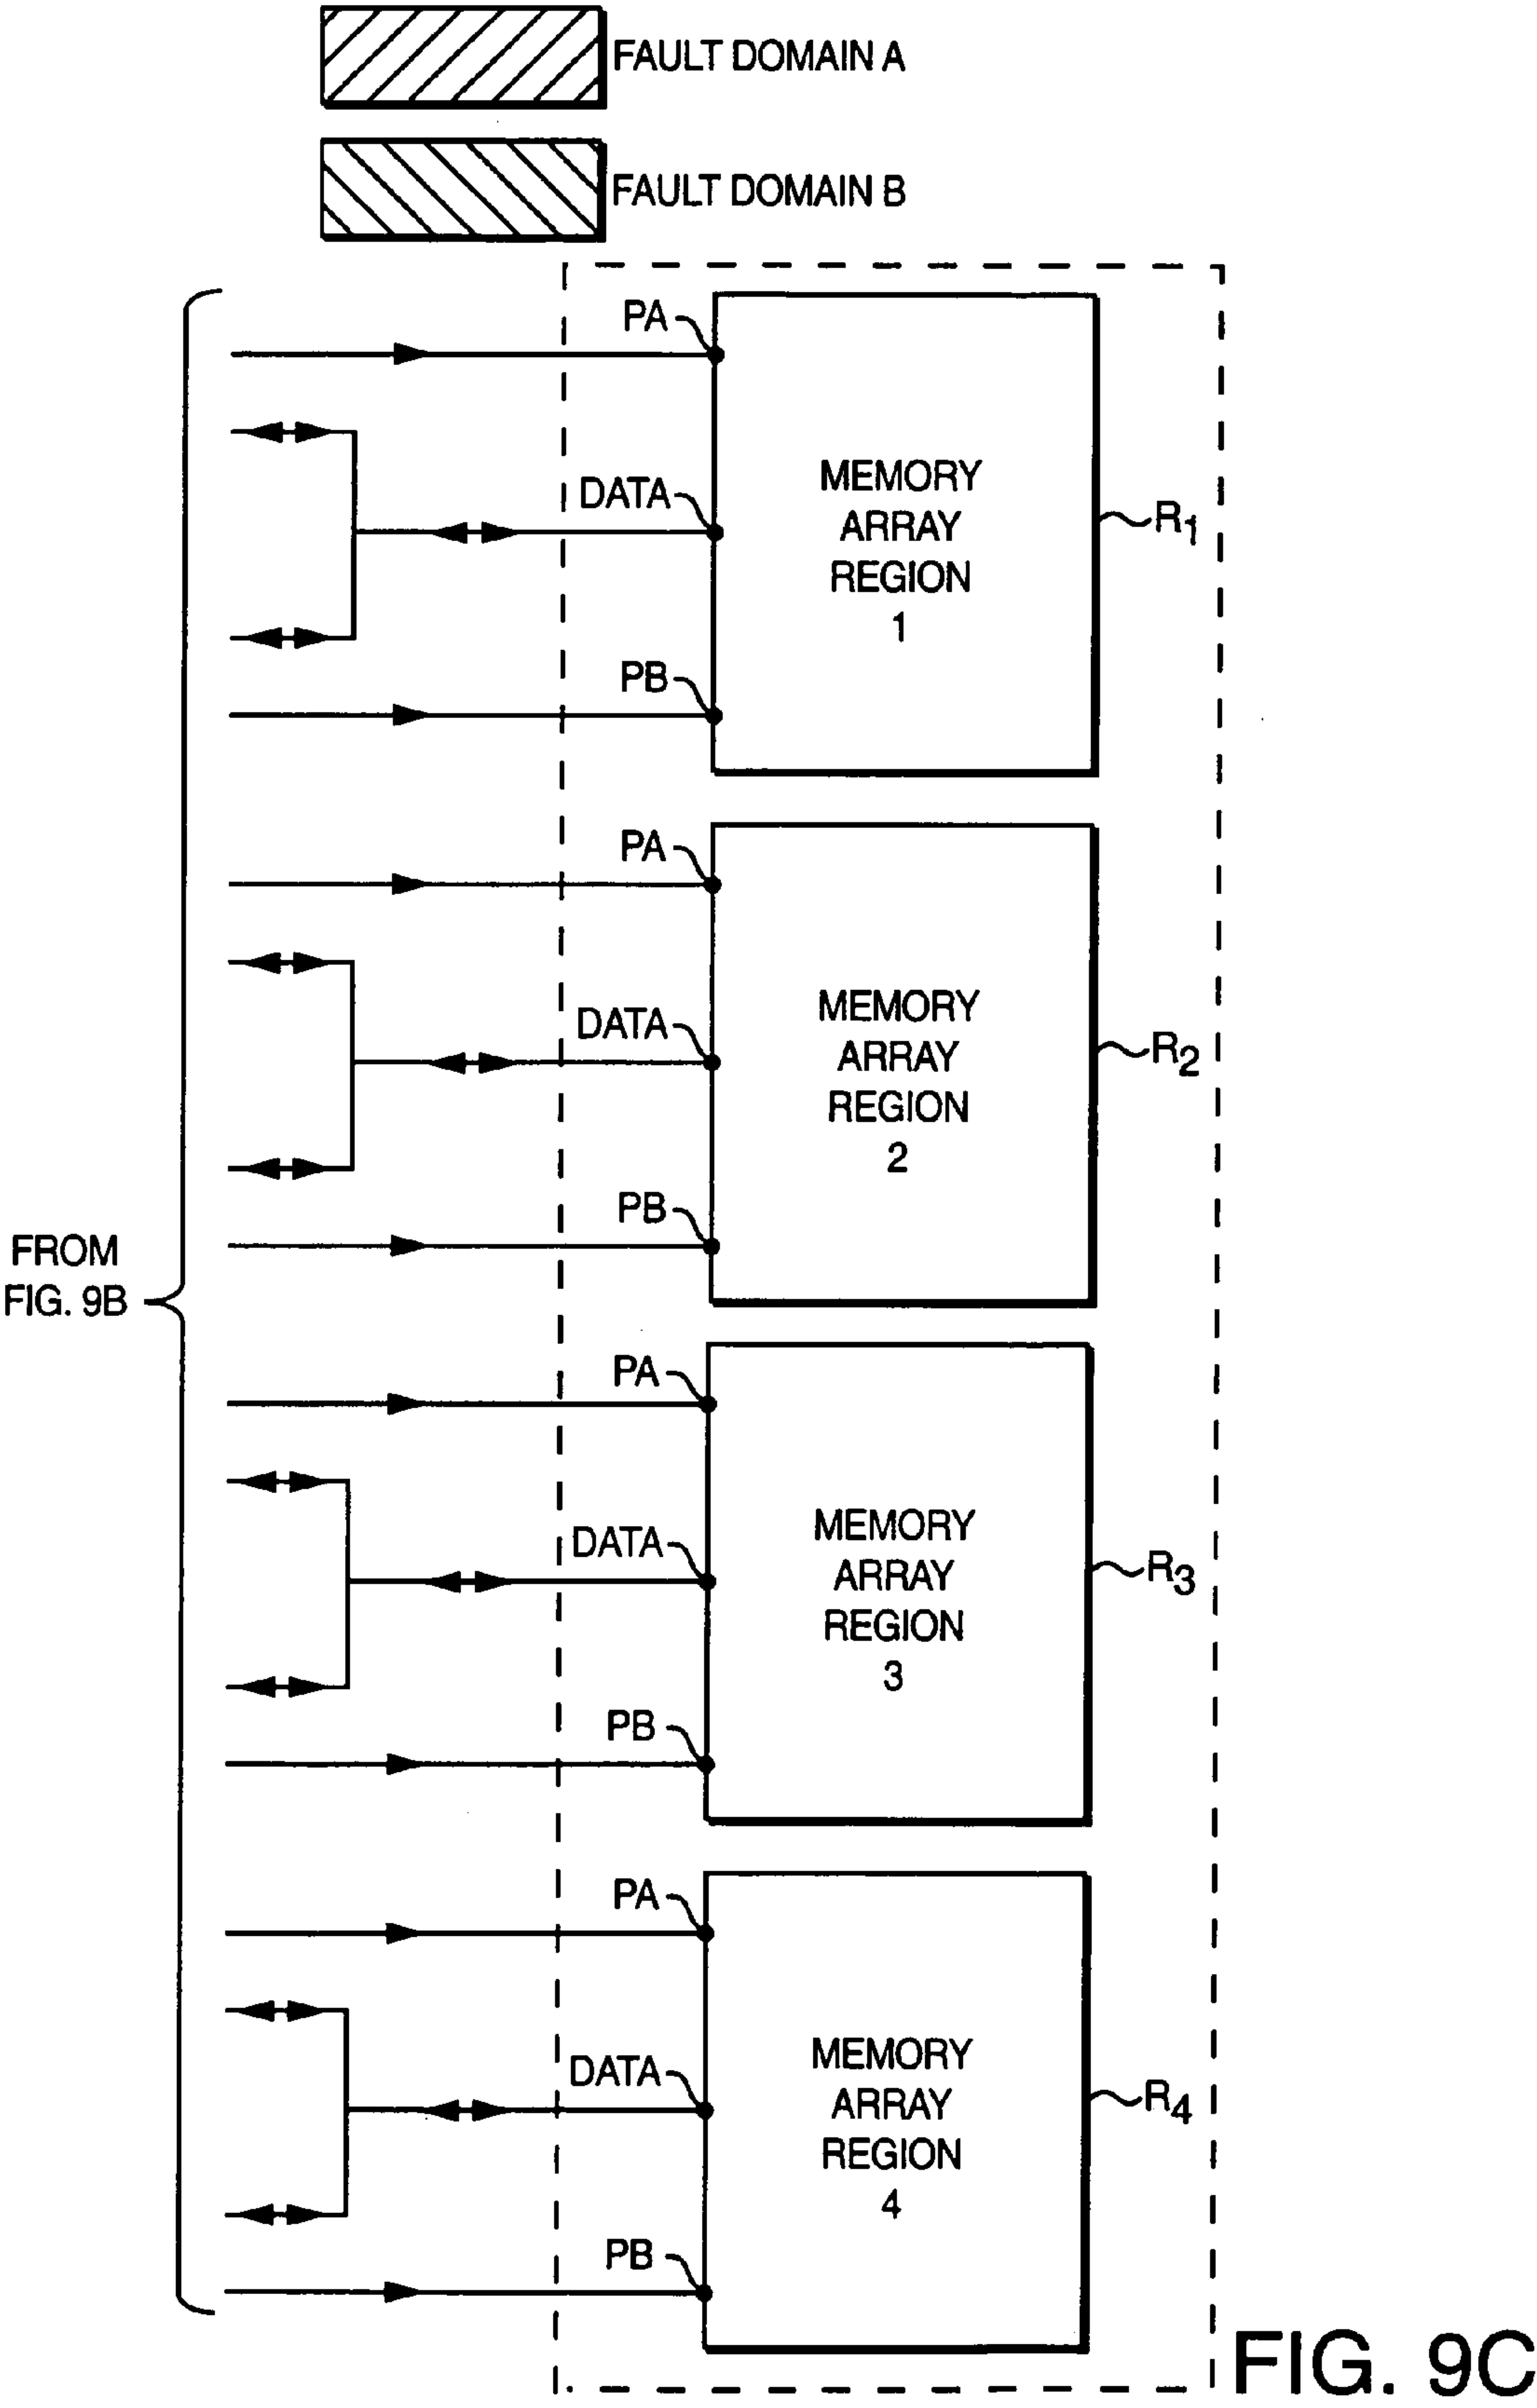 FAULT DOMAIN A
FAULT DOMAIN B
PA
DATA
PB
MEMORY
ARRAY
REGION
1
R1
PA
DATA
PB
MEMORY
ARRAY
REGION
2
R2
FROM
FIG. 9B
PA
DATA
PB
MEMORY
ARRAY
REGION
3
R3
PA
DATA
PB
MEMORY
ARRAY
REGION
4
R4
FIG. 9C